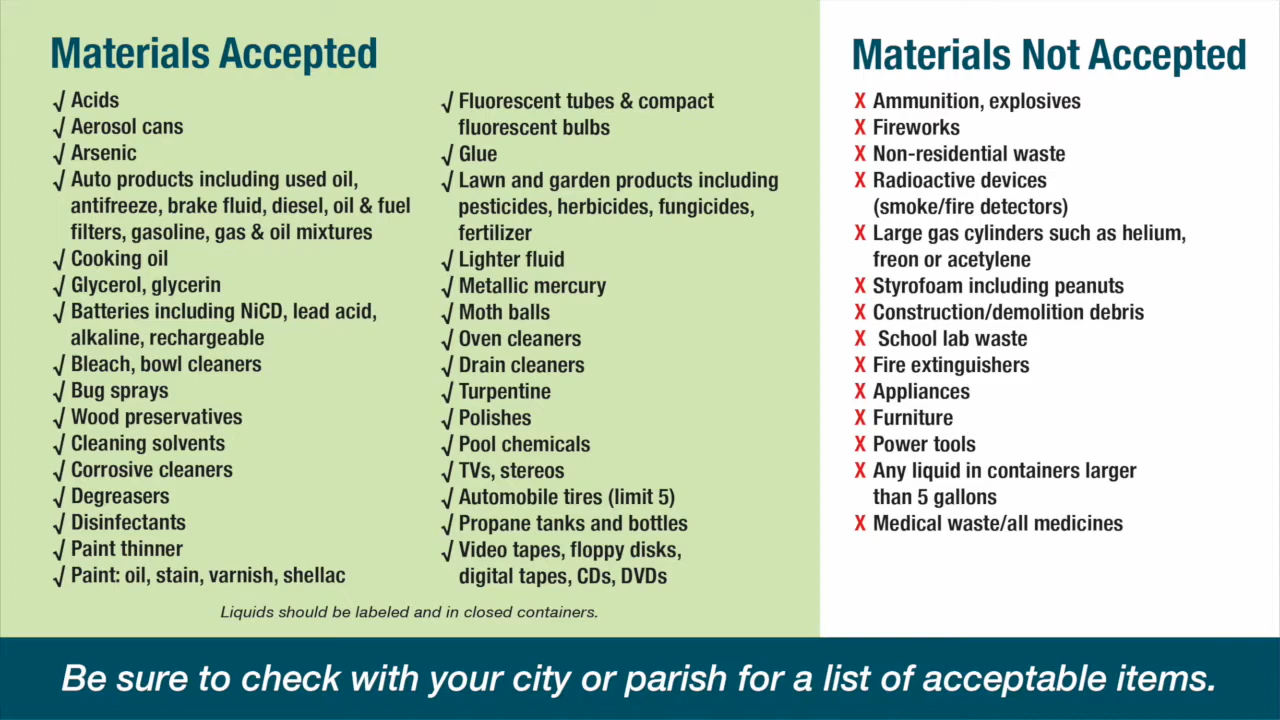 Materials Accepted
√ Acids
√ Aerosol cans
√ Arsenic
√ Auto products including used oil,
antifreeze, brake fluid, diesel, oil & fuel
filters, gasoline, gas & oil mixtures
√ Cooking oil
√ Glycerol, glycerin
√ Batteries including NiCD, lead acid,
alkaline, rechargeable
√ Bleach, bowl cleaners
√ Bug sprays
√ Wood preservatives
√ Cleaning solvents
√ Corrosive cleaners
√ Degreasers
√ Disinfectants
√ Paint thinner
√ Paint: oil, stain, varnish, shellac
√ Fluorescent tubes & compact
fluorescent bulbs
√ Glue
√ Lawn and garden products including
pesticides, herbicides, fungicides,
fertilizer
√ Lighter fluid
√ Metallic mercury
√ Moth balls
√ Oven cleaners
√ Drain cleaners
√ Turpentine
√ Polishes
√ Pool chemicals
√ TVs, stereos
√ Automobile tires (limit 5)
√ Propane tanks and bottles
√ Video tapes, floppy disks,
digital tapes, CDs, DVDs
Liquids should be labeled and in closed containers.
Materials Not Accepted
X Ammunition, explosives
X Fireworks
X Non-residential waste
X Radioactive devices
(smoke/fire detectors)
X Large gas cylinders such as helium,
freon or acetylene
X Styrofoam including peanuts
X Construction/demolition debris
X School lab waste
X Fire extinguishers
X Appliances
X Furniture
X Power tools
X Any liquid in containers larger
than 5 gallons
X Medical waste/all medicines
Be sure to check with your city or parish for a list of acceptable items.